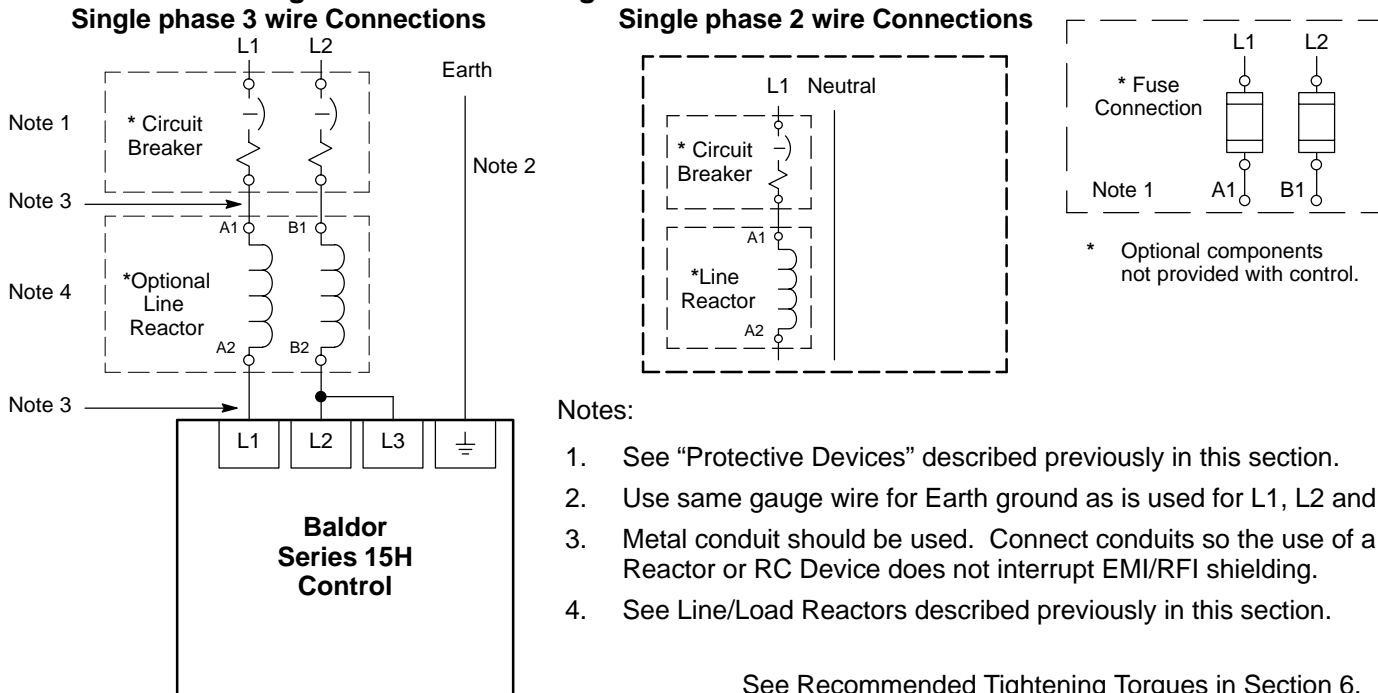 Single phase 3 wire Connections
L1 L2
Earth
Note 1
* Circuit
Breaker
Note 2
Note 3
A1 B1
Note 4
*Optional
Line
Reactor
A2 B2
Note 3
L1 L2 L3
Baldor
Series 15H
Control
Single phase 2 wire Connections
L1 Neutral
* Circuit
Breaker
A1
*Line
Reactor
A2
L1 L2
* Fuse
Connection
Note 1 A1 B1
* Optional components
not provided with control.
Notes:
1. See “Protective Devices” described previously in this section.
2. Use same gauge wire for Earth ground as is used for L1, L2 and
3. Metal conduit should be used. Connect conduits so the use of a
Reactor or RC Device does not interrupt EMI/RFI shielding.
4. See Line/Load Reactors described previously in this section.
See Recommended Tightening Torques in Section 6.